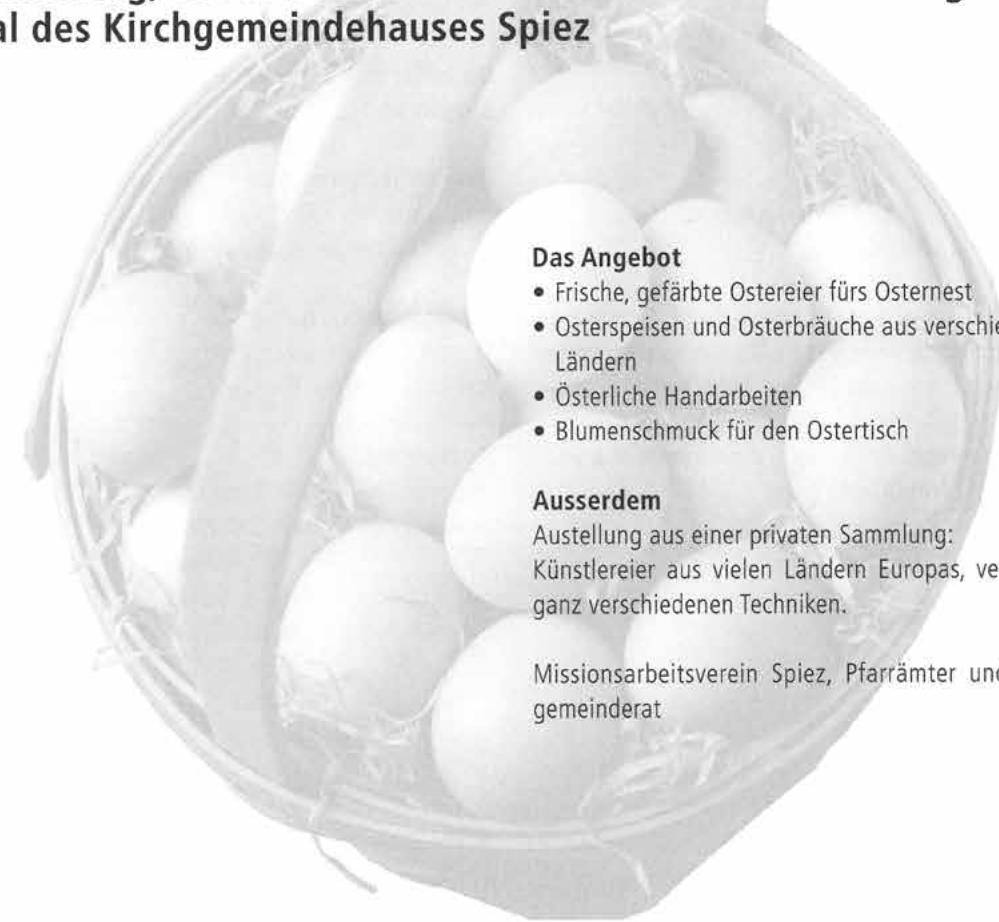 al des Kirchgemeindehauses Spiez
Das Angebot
• Frische, gefärbte Ostereier fürs Osternest
• Osterspeisen und Osterbräuche aus verschie
Ländern
• Österliche Handarbeiten
• Blumenschmuck für den Ostertisch
Ausserdem
Austellung aus einer privaten Sammlung:
Künstlereier aus vielen Ländern Europas, ve
ganz verschiedenen Techniken.
Missionsarbeitsverein Spiez, Pfarrämter und
gemeinderat